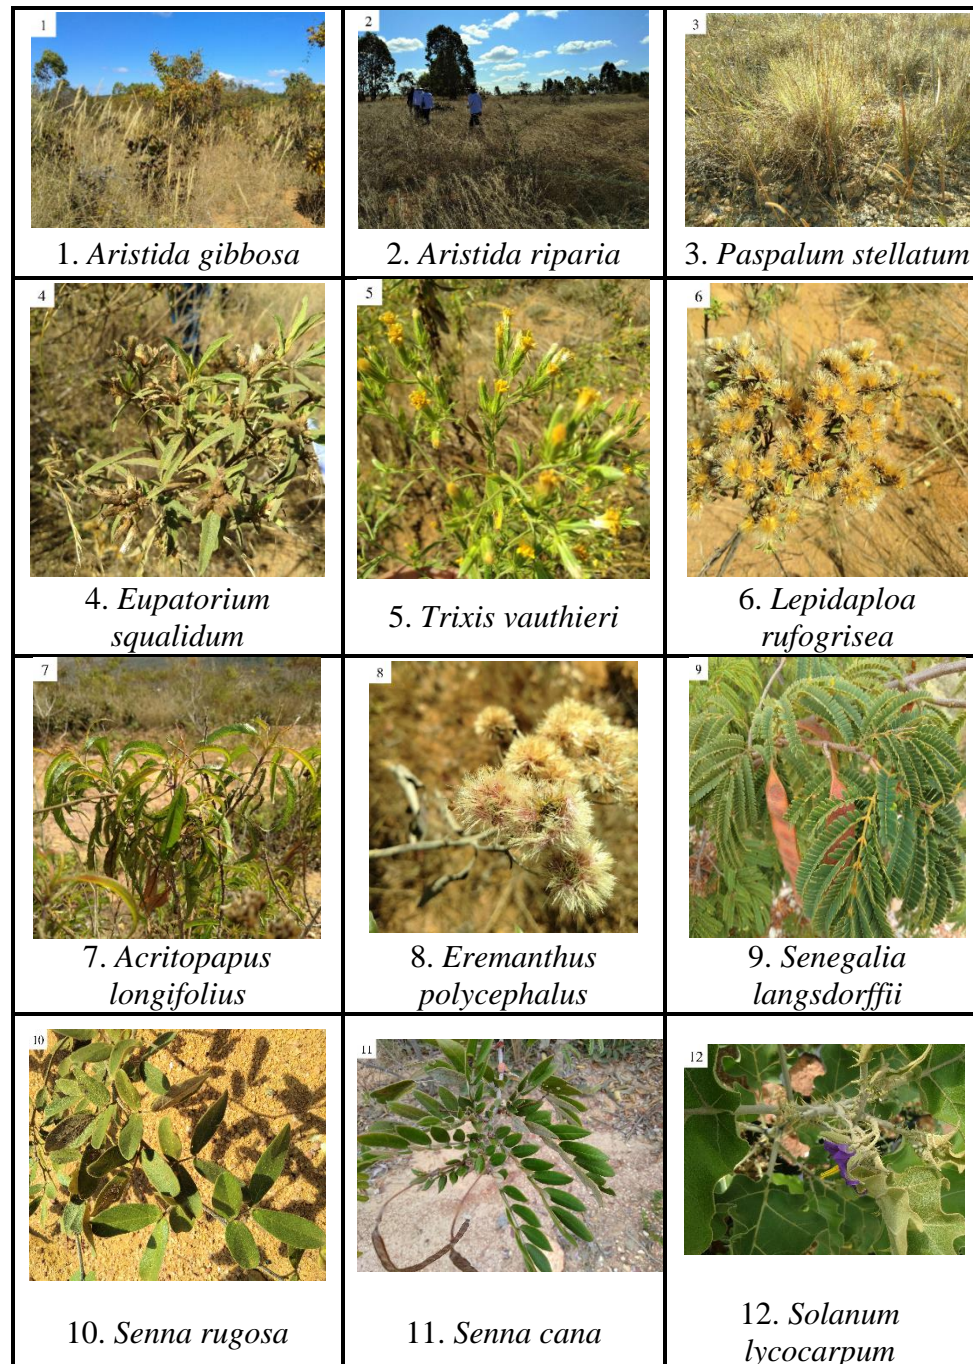 1
2
3
1. Aristida gibbosa
2. Aristida riparia
3. Paspalum stellatum
4
5
6
4. Eupatorium
squalidum
5. Trixis vauthieri
6. Lepidaploa
rufogrisea
7
8
9
7. Acritopapus
longifolius
8. Eremanthus
polycephalus
9. Senegalia
langsdorffii
10
11
12
10. Senna rugosa
11. Senna cana
12. Solanum
lycocarpum